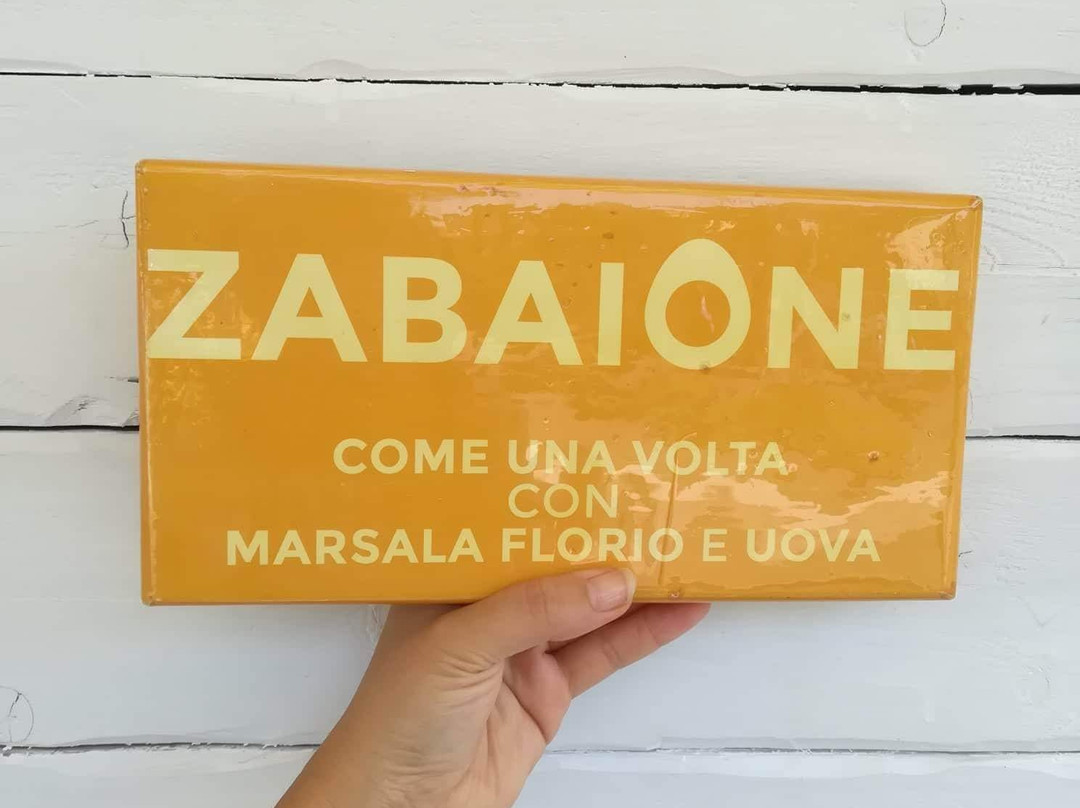 ZABAIONE
COME UNA VOLTA
CON
MARSALA FLORIO E UOVA